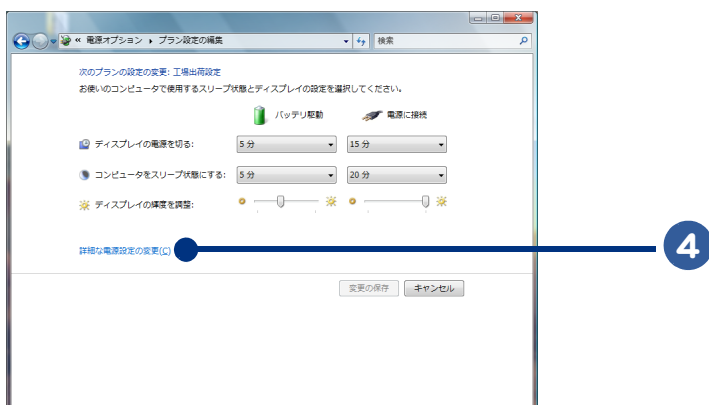 « 電源オプション ▸ プラン設定の編集 検索
次のプランの設定の変更: 工場出荷設定
お使いのコンピュータで使用するスリープ状態とディスプレイの設定を選択してください。
バッテリ駆動 電源に接続
ディスプレイの電源を切る: 5 分 15 分
コンピュータをスリープ状態にする: 5 分 20 分
ディスプレイの輝度を調整:
詳細な電源設定の変更(C) 4
変更の保存 キャンセル